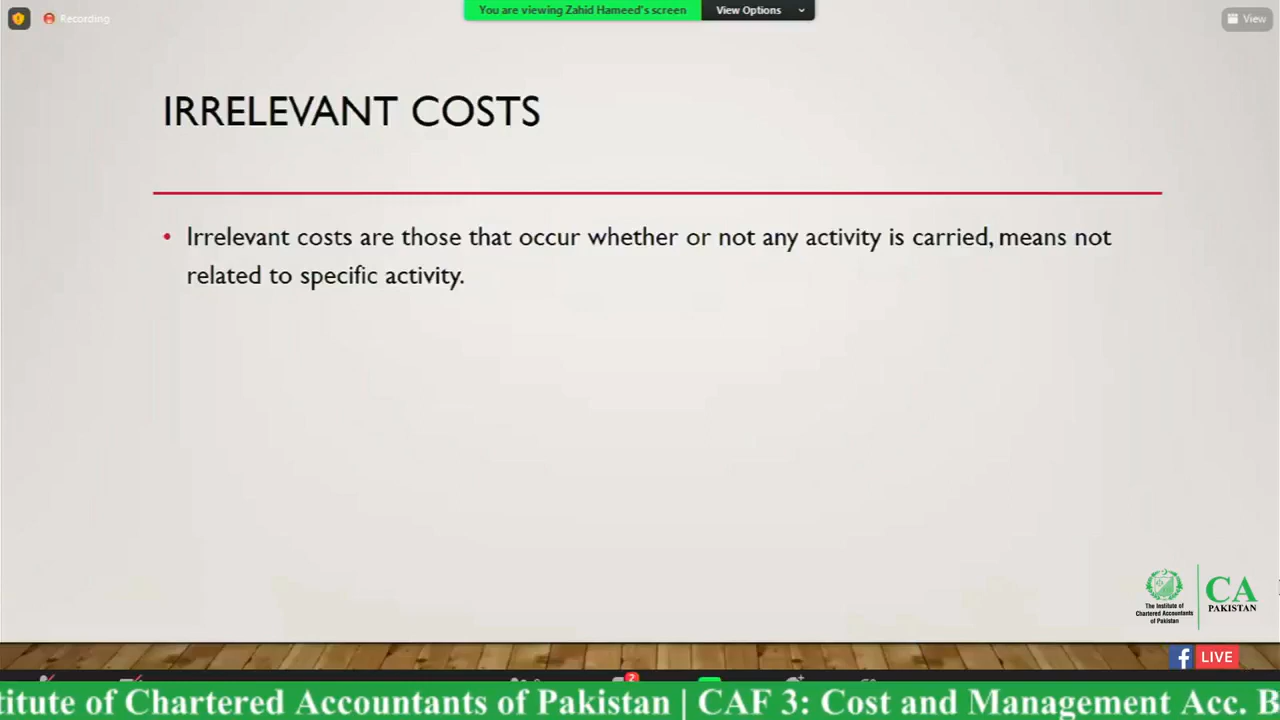 Recording
You are viewing Zahid Hameed's screen
View Options
View
IRRELEVANT COSTS
• Irrelevant costs are those that occur whether or not any activity is carried, means not
related to specific activity.
The Institute of
Chartered Accountants
of Pakistan
CA
PAKISTAN
f LIVE
2
titute of Chartered Accountants of Pakistan | CAF 3: Cost and Management Acc. B